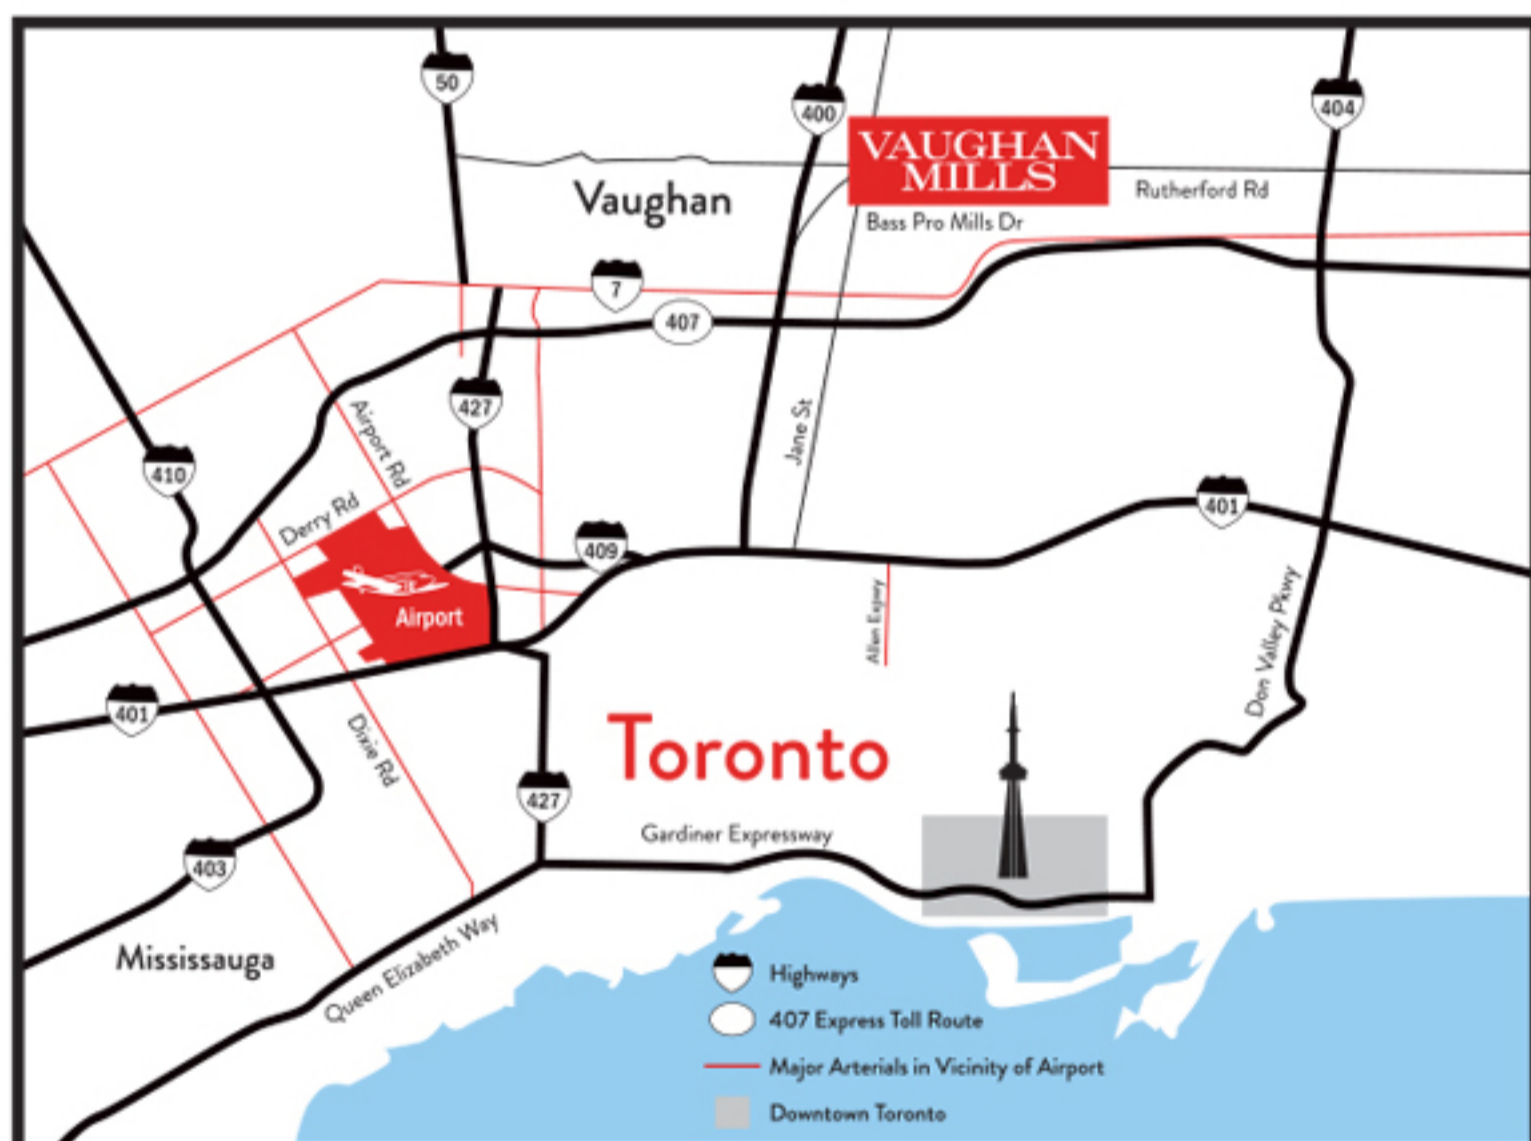 50
400
404
VAUGHAN
MILLS
Rutherford Rd
Vaughan
Bass Pro Mills Dr
7
407
427
Airport Rd
Jane St
410
401
Derry Rd
409
Airport
Allen Expwy
Don Valley Pkwy
401
Dixie Rd
Toronto
427
Gardiner Expressway
403
Mississauga
Queen Elizabeth Way
Highways
407 Express Toll Route
Major Arterials in Vicinity of Airport
Downtown Toronto